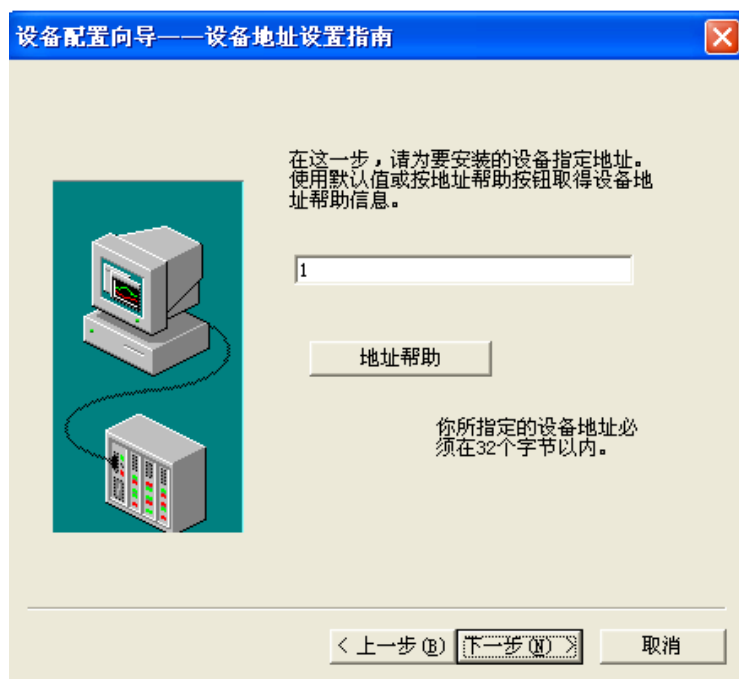 设备配置向导——设备地址设置指南
在这一步，请为要安装的设备指定地址。
使用默认值或按地址帮助按钮取得设备地
址帮助信息。
1
地址帮助
你所指定的设备地址必
须在32个字节以内。
< 上一步(B) 下一步(N) > 取消